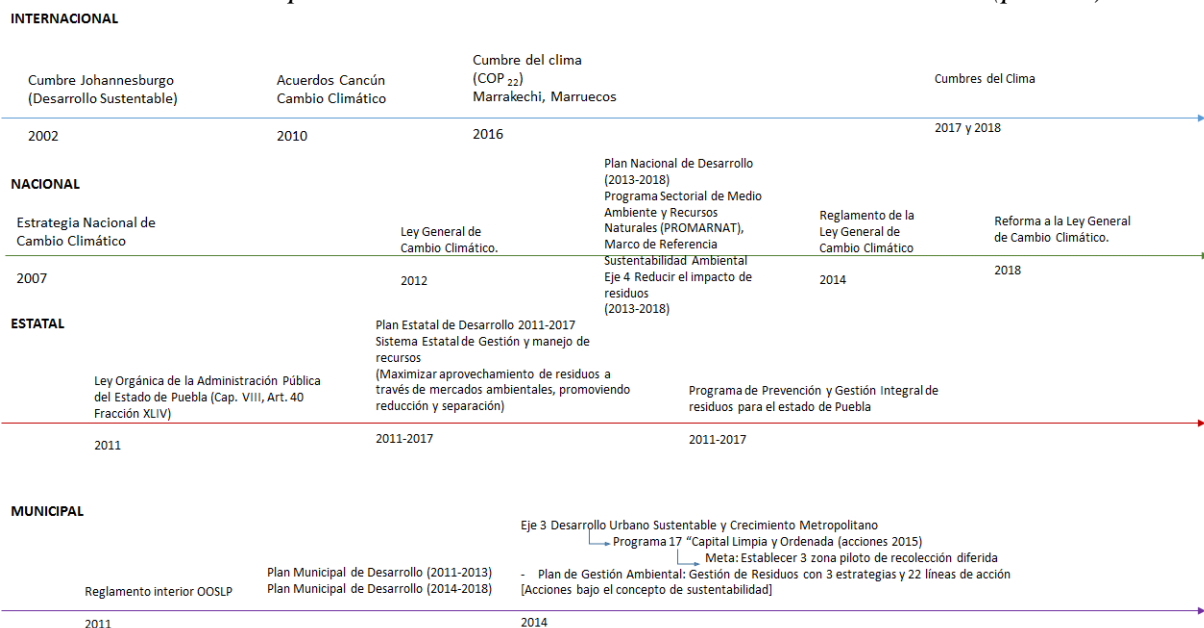 INTERNACIONAL
Cumbre Johannesburgo
(Desarrollo Sustentable)
2002
Acuerdos Cancún
Cambio Climático
2010
Cumbre del clima
(COP 22)
Marrakechi, Marruecos
2016
Cumbres del Clima
2017 y 2018
NACIONAL
Estrategia Nacional de
Cambio Climático
2007
Ley General de
Cambio Climático.
2012
Plan Nacional de Desarrollo
(2013-2018)
Programa Sectorial de Medio
Ambiente y Recursos
Naturales (PROMARNAT),
Marco de Referencia
Sustentabilidad Ambiental
Eje 4 Reducir el impacto de
residuos
(2013-2018)
Reglamento de la
Ley General de
Cambio Climático
2014
Reforma a la Ley General
de Cambio Climático.
2018
ESTATAL
Ley Orgánica de la Administración Pública
del Estado de Puebla (Cap. VIII, Art. 40
Fracción XLIV)
2011
Plan Estatal de Desarrollo 2011-2017
Sistema Estatal de Gestión y manejo de
recursos
(Maximizar aprovechamiento de residuos a
través de mercados ambientales, promoviendo
reducción y separación)
2011-2017
Programa de Prevención y Gestión Integral de
residuos para el estado de Puebla
2011-2017
MUNICIPAL
Reglamento interior OOSLP
2011
Plan Municipal de Desarrollo (2011-2013)
Plan Municipal de Desarrollo (2014-2018)
Eje 3 Desarrollo Urbano Sustentable y Crecimiento Metropolitano
Programa 17 “Capital Limpia y Ordenada (acciones 2015)
Meta: Establecer 3 zona piloto de recolección diferida
- Plan de Gestión Ambiental: Gestión de Residuos con 3 estrategias y 22 líneas de acción
[Acciones bajo el concepto de sustentabilidad]
2014